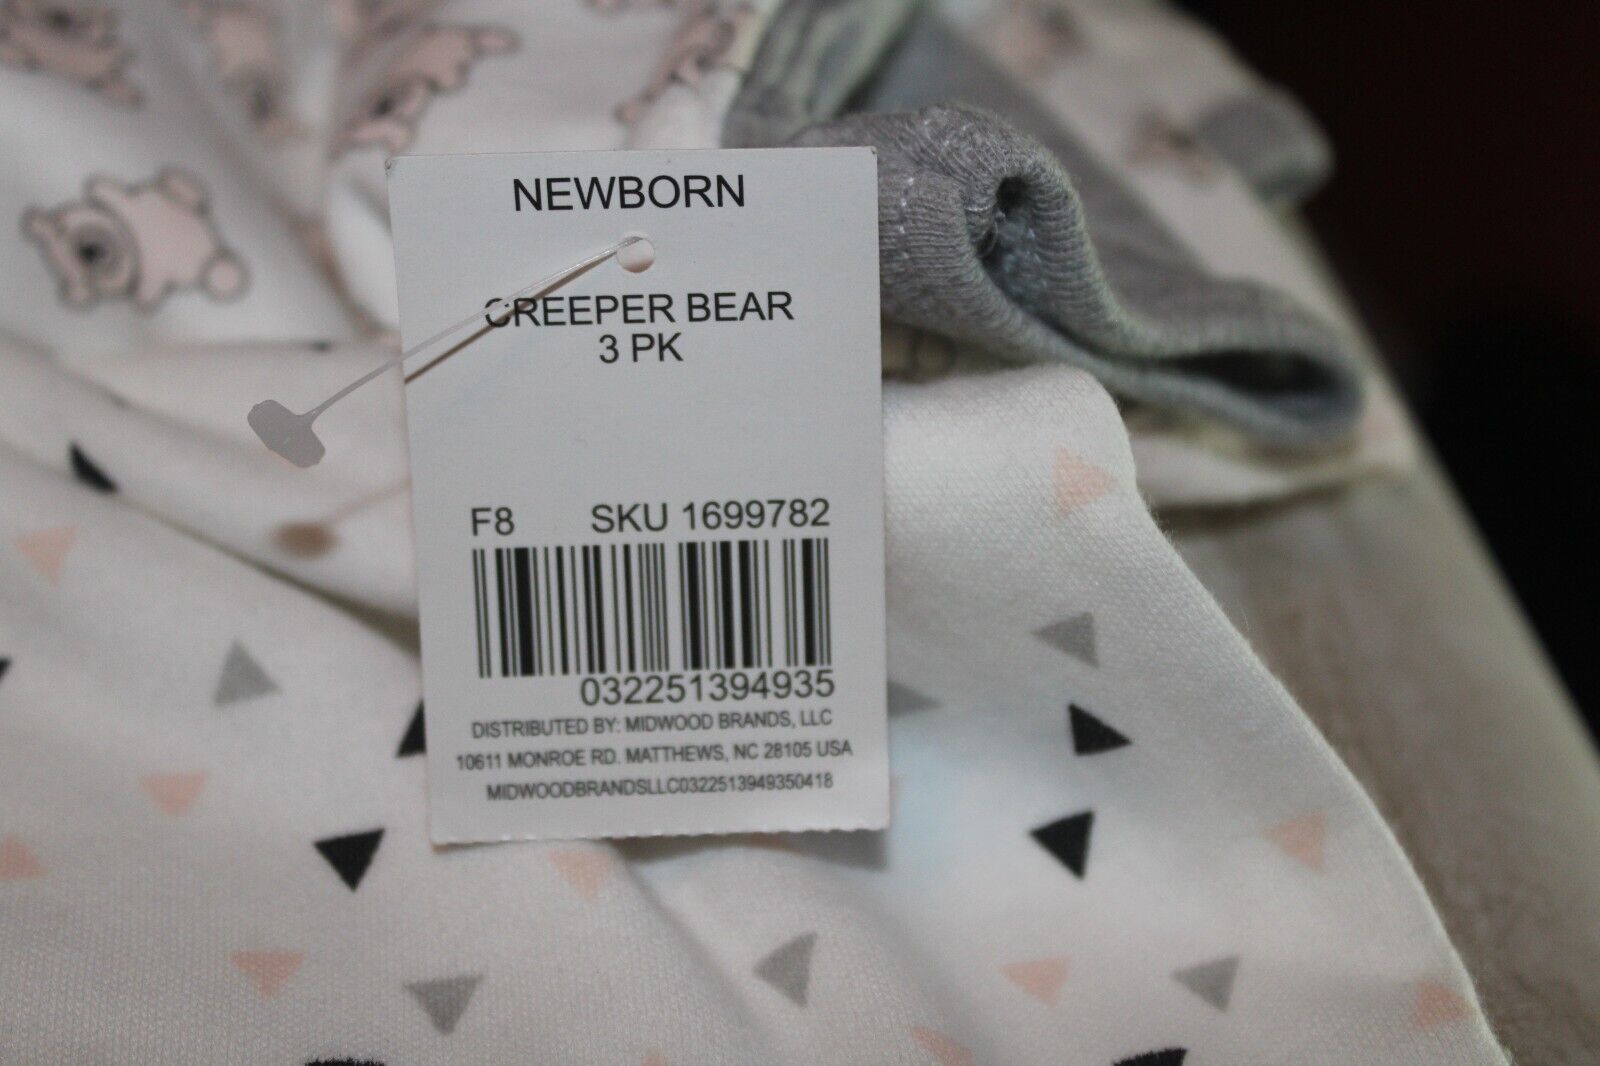 NEWBORN
CREEPER BEAR
3 PK
F8 SKU 1699782
032251394935
DISTRIBUTED BY: MIDWOOD BRANDS, LLC
10611 MONROE RD. MATTHEWS, NC 28105 USA
MIDWOODBRANDSLLC0322513949350418